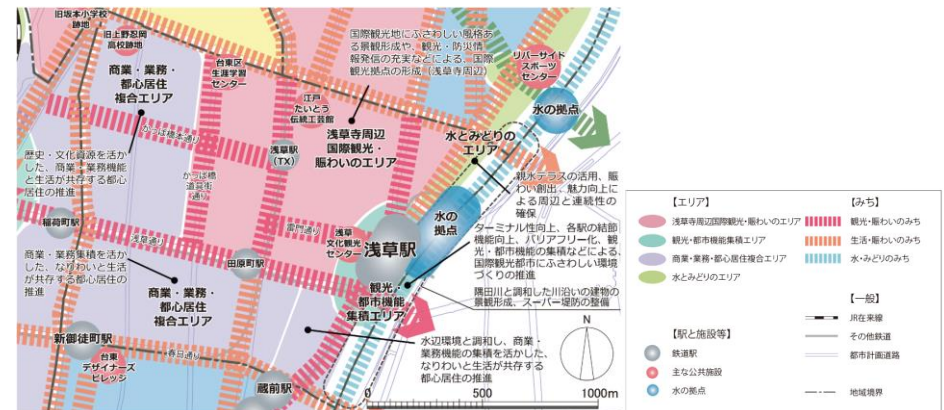 旧坂本小学校
跡地
旧上野忍岡
高校跡地
台東区
生涯学習
センター
国際観光地にふさわしい風格あ
る景観形成や、観光・防災情
報発信の充実などによる、国際
観光拠点の形成（浅草寺周辺）
リバーサイド
スポーツ
センター
商業・業務・
都心居住
複合エリア
江戸
たいとう
伝統工芸館
水の拠点
かっぱ橋本通り
浅草駅
(TX)
浅草寺周辺
国際観光・
賑わいのエリア
水とみどりの
エリア
歴史・文化資源を活か
した、商業・業務機能
と生活が共存する都心
居住の推進
かっぱ橋
道具街
通り
親水テラスの活用、賑
わい創出、魅力向上に
よる周辺と連続性の
確保
稲荷町駅
浅草通り
雷門通り
浅草
文化観光
センター
浅草駅
水の
拠点
ターミナル性向上、各駅の結節
機能向上、バリアフリー化、観
光・都市機能の集積などによる、
国際観光都市にふさわしい環境
づくりの推進
商業・業務集積を活か
した、なりわいと生活
が共存する都心居住の
推進
田原町駅
商業・業務・
都心居住
複合エリア
観光・
都市機能
集積エリア
隅田川と調和した川沿いの建物の
景観形成、スーパー堤防の整備
新御徒町駅
春日通り
台東
デザイナーズ
ビレッジ
蔵前駅
水辺環境と調和し、商業・
業務機能の集積を活かした、
なりわいと生活が共存する
都心居住の推進
N
0
500
1000m
【エリア】
浅草寺周辺国際観光・賑わいのエリア
観光・都市機能集積エリア
商業・業務・都心居住複合エリア
水とみどりのエリア
【駅と施設等】
鉄道駅
主な公共施設
水の拠点
【みち】
観光・賑わいのみち
生活・賑わいのみち
水・みどりのみち
【一般】
JR在来線
その他鉄道
都市計画道路
地域境界